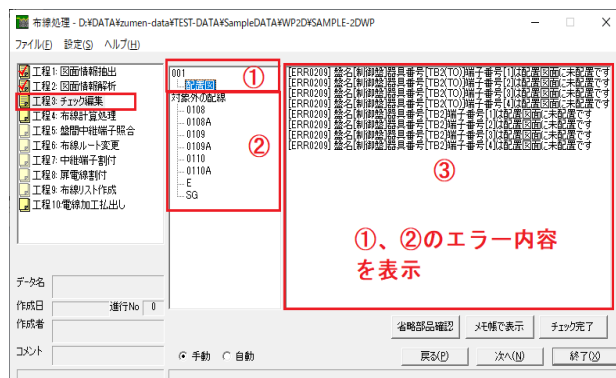 布線処理 - D:¥DATA¥zumen-data¥TEST-DATA¥SampleDATA¥WP2D¥SAMPLE-2DWP
ファイル(F) 設定(S) ヘルプ(H)
工程1: 図面情報抽出
工程2: 図面情報解析
工程3: チェック編集
工程4: 布線計算処理
工程5: 盤間中継端子照合
工程6: 布線ルート変更
工程7: 中継端子割付
工程8: 扉電線割付
工程9: 布線リスト作成
工程10:電線加工払出し
001
配置図
①
対象外の配線
0108
0108A
0109
0109A
0110
0110A
E
SG
②
[ERR0209] 盤名[制御盤]器具番号[TB2(TO)]端子番号[1]は配置図面に未配置です
[ERR0209] 盤名[制御盤]器具番号[TB2(TO)]端子番号[2]は配置図面に未配置です
[ERR0209] 盤名[制御盤]器具番号[TB2(TO)]端子番号[3]は配置図面に未配置です
[ERR0209] 盤名[制御盤]器具番号[TB2(TO)]端子番号[4]は配置図面に未配置です
[ERR0209] 盤名[制御盤]器具番号[TB2]端子番号[1]は配置図面に未配置です
[ERR0209] 盤名[制御盤]器具番号[TB2]端子番号[2]は配置図面に未配置です
[ERR0209] 盤名[制御盤]器具番号[TB2]端子番号[3]は配置図面に未配置です
[ERR0209] 盤名[制御盤]器具番号[TB2]端子番号[4]は配置図面に未配置です
③
①、②のエラー内容
を表示
データ名
作成日 進行No 0
作成者
コメント
省略部品確認 メモ帳で表示 チェック完了
手動 自動 戻る(P) 次へ(N) 終了(X)